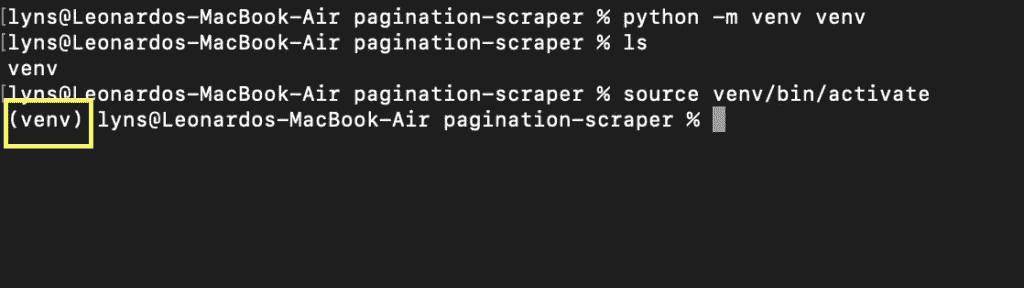 [lyns@Leonardos-MacBook-Air pagination-scraper % python -m venv venv
[lyns@Leonardos-MacBook-Air pagination-scraper % ls
venv
[lyns@Leonardos-MacBook-Air pagination-scraper % source venv/bin/activate
(venv) lyns@Leonardos-MacBook-Air pagination-scraper %